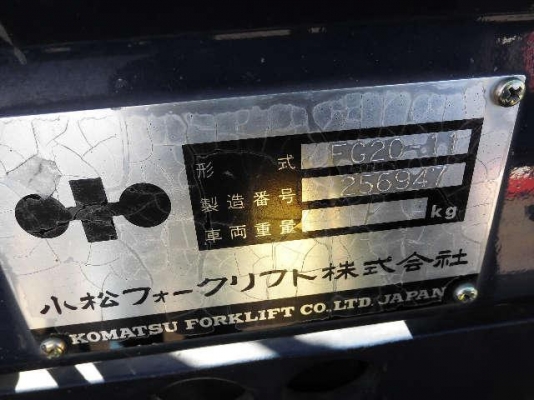 形式 FG20-11
製造番号 256947
車両重量 kg
小松フォークリフト株式会社
KOMATSU FORKLIFT CO.,LTD. JAPAN